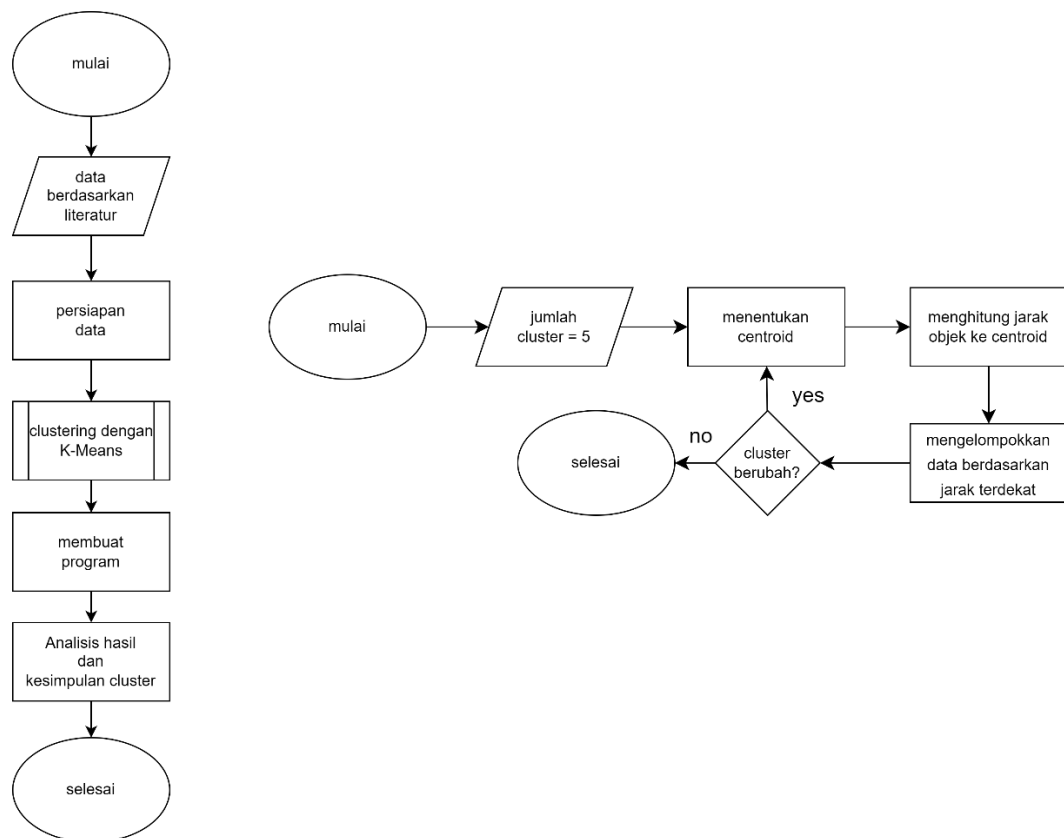 mulai
data
berdasarkan
literatur
persiapan
data
clustering dengan
K-Means
membuat
program
Analisis hasil
dan
kesimpulan cluster
selesai
mulai
jumlah
cluster = 5
menentukan
centroid
menghitung jarak
objek ke centroid
mengelompokkan
data berdasarkan
jarak terdekat
cluster
berubah?
yes
no
selesai